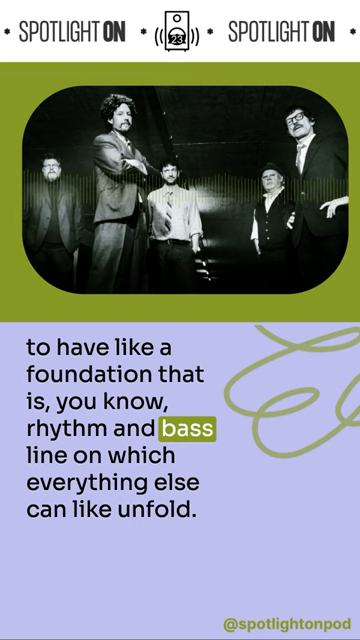 SPOTLIGHT ON
23
SPOTLIGHT ON
to have like a
foundation that
is, you know,
rhythm and bass
line on which
everything else
can like unfold.
@spotlightonpod